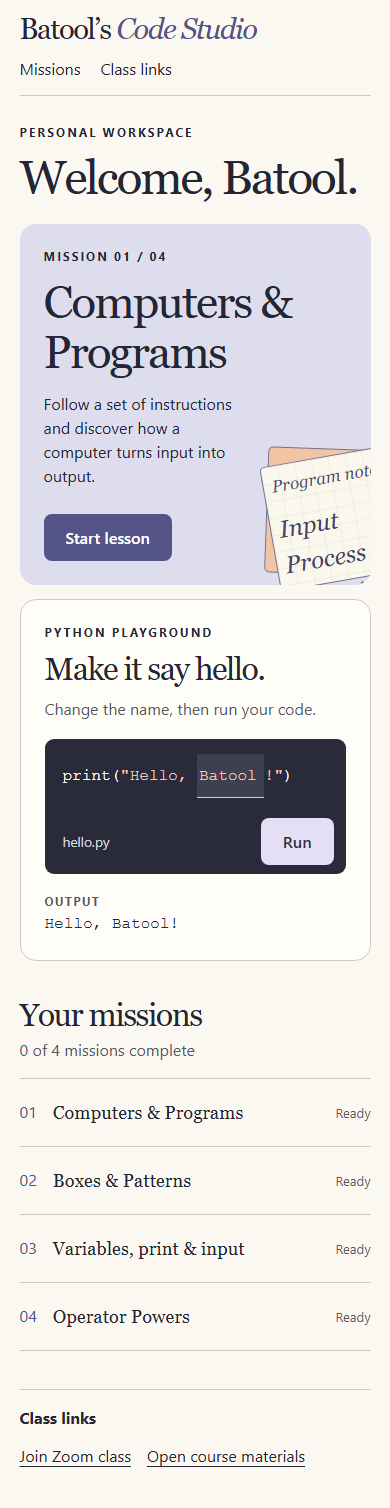 Batool’s Code Studio
Missions Class links
PERSONAL WORKSPACE
Welcome, Batool.
MISSION 01 / 04
Computers &
Programs
Follow a set of instructions
and discover how a
computer turns input into
output.
Start lesson
Program
Input
Process
PYTHON PLAYGROUND
Make it say hello.
Change the name, then run your code.
print("Hello, Batool !")
hello.py
Run
OUTPUT
Hello, Batool!
Your missions
0 of 4 missions complete
01 Computers & Programs Ready
02 Boxes & Patterns Ready
03 Variables, print & input Ready
04 Operator Powers Ready
Class links
Join Zoom class Open course materials